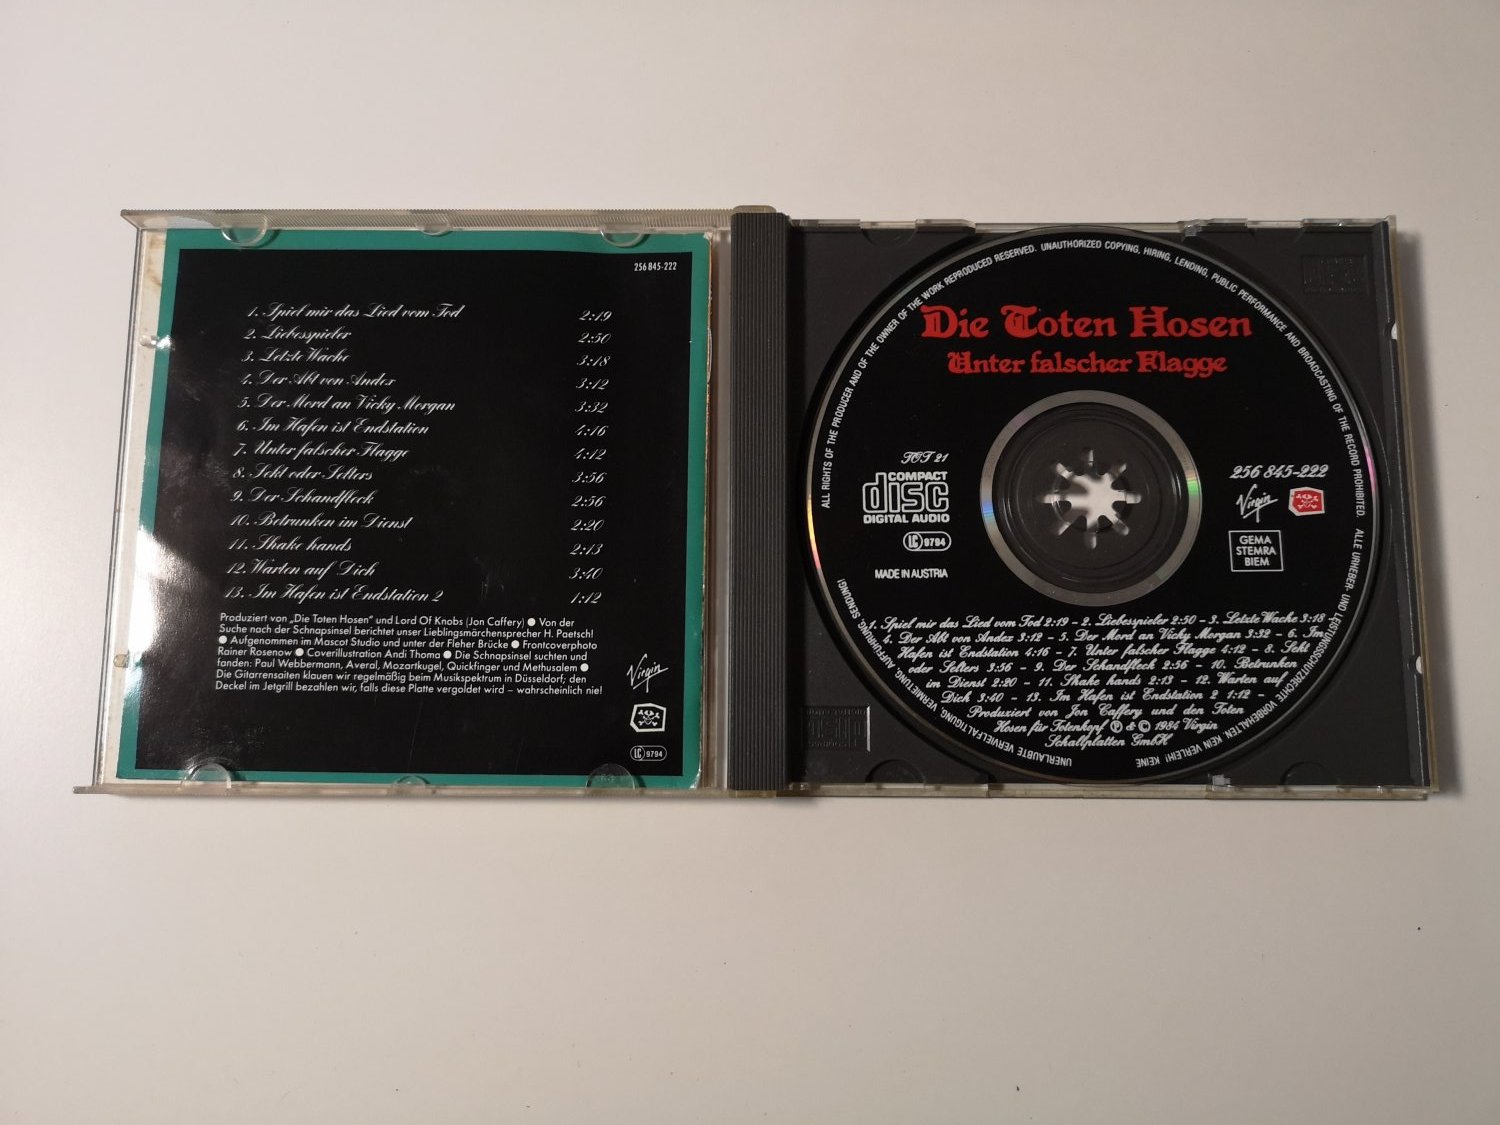 256 845-222
1. Spiel mir das Lied vom Tod 2:19
2. Liebesspieler 2:50
3. Letzte Wache 3:18
4. Der Abt von Andex 3:12
5. Der Mord an Vicky Morgan 3:32
6. Im Hafen ist Endstation 4:16
7. Unter falscher Flagge 4:12
8. Sekt oder Selters 3:56
9. Der Schandfleck 2:56
10. Betrunken im Dienst 2:20
11. Shake hands 2:13
12. Warten auf Dich 3:40
13. Im Hafen ist Endstation 2 1:12
Produziert von „Die Toten Hosen“ und Lord Of Knobs (Jon Caffery) ● Von der
Suche nach der Schnapsinsel berichtet unser Lieblingsmärchensprecher H. Paetsch!
● Aufgenommen im Mascot Studio und unter der Fleher Brücke ● Frontcoverphoto
Rainer Rosenow ● Coverillustration Andi Thoma ● Die Schnapsinsel suchten und
fanden: Paul Webbermann, Averal, Mozartkugel, Quickfinger und Methusalem ●
Die Gitarrensaiten klauen wir regelmäßig beim Musikspektrum in Düsseldorf; den
Deckel im Jetgrill bezahlen wir, falls diese Platte vergoldet wird – wahrscheinlich nie!
Virgin
LC 9794
ALL RIGHTS OF THE PRODUCER AND OF THE OWNER OF THE WORK REPRODUCED RESERVED. UNAUTHORIZED COPYING, HIRING, LENDING, PUBLIC PERFORMANCE AND BROADCASTING OF THE RECORD PROHIBITED. ALLE URHEBER- UND LEISTUNGSSCHUTZRECHTE VORBEHALTEN. KEIN VERLEIH! KEINE UNERLAUBTE VERVIELFÄLTIGUNG, VERMIETUNG, AUFFÜHRUNG, SENDUNG!
Die Toten Hosen
Unter falscher Flagge
TOT 21
COMPACT
disc
DIGITAL AUDIO
LC 9794
MADE IN AUSTRIA
256 845-222
Virgin
GEMA
STEMRA
BIEM
1. Spiel mir das Lied vom Tod 2:19 - 2. Liebesspieler 2:50 - 3. Letzte Wache 3:18
4. Der Abt von Andex 3:12 - 5. Der Mord an Vicky Morgan 3:32 - 6. Im
Hafen ist Endstation 4:16 - 7. Unter falscher Flagge 4:12 - 8. Sekt
oder Selters 3:56 - 9. Der Schandfleck 2:56 - 10. Betrunken
im Dienst 2:20 - 11. Shake hands 2:13 - 12. Warten auf
Dich 3:40 - 13. Im Hafen ist Endstation 2 1:12 -
Produziert von Jon Caffery und den Toten
Hosen für Totenkopf ℗ & © 1984 Virgin
Schallplatten GmbH